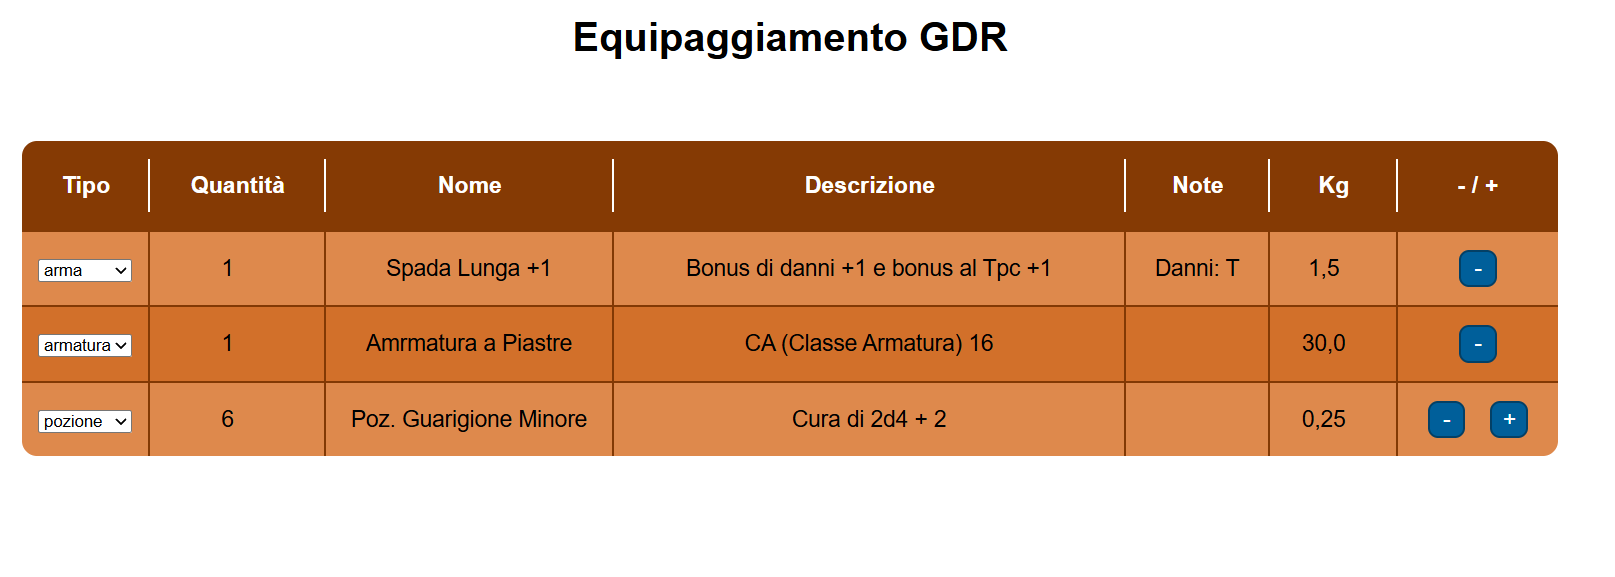 Equipaggiamento GDR
Tipo Quantità Nome Descrizione Note Kg - / +
arma 1 Spada Lunga +1 Bonus di danni +1 e bonus al Tpc +1 Danni: T 1,5 -
armatura 1 Amrmatura a Piastre CA (Classe Armatura) 16 30,0 -
pozione 6 Poz. Guarigione Minore Cura di 2d4 + 2 0,25 - +